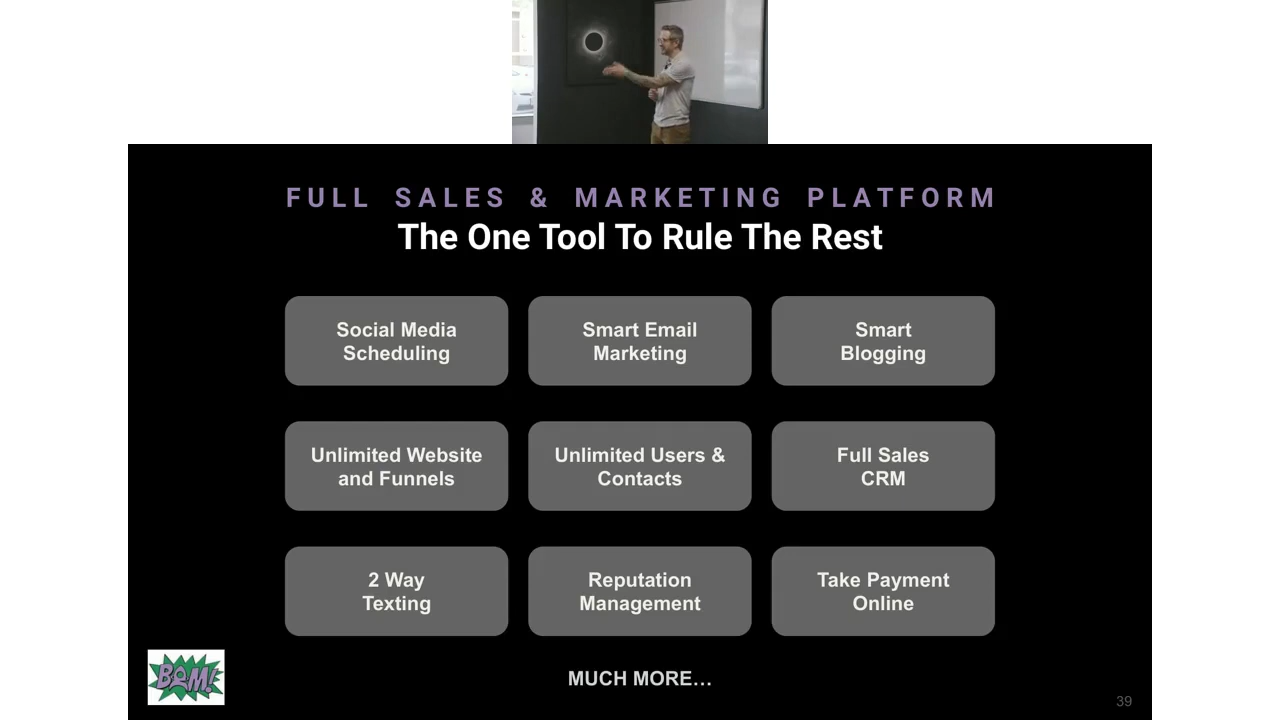 FULL SALES & MARKETING PLATFORM
The One Tool To Rule The Rest
Social Media
Scheduling
Smart Email
Marketing
Smart
Blogging
Unlimited Website
and Funnels
Unlimited Users &
Contacts
Full Sales
CRM
2 Way
Texting
Reputation
Management
Take Payment
Online
MUCH MORE...
BAM!
39